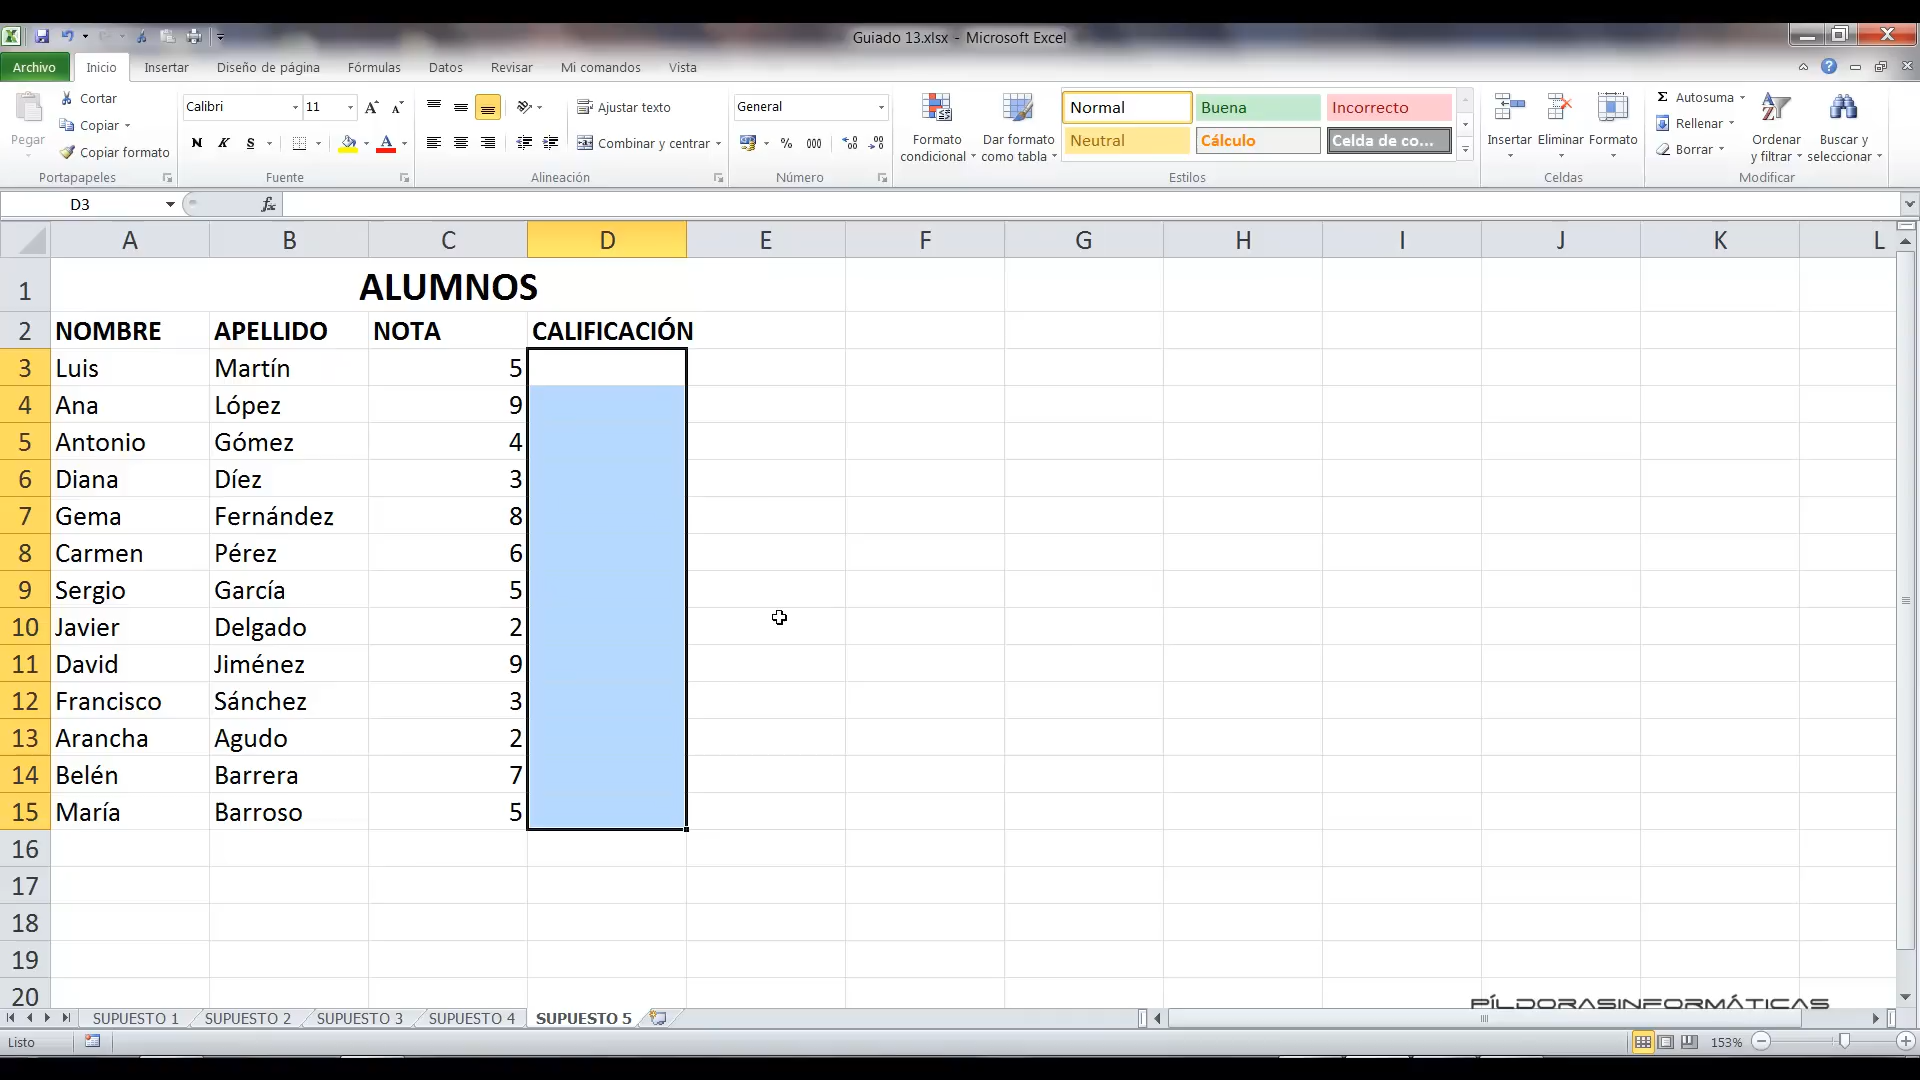 Guiado 13.xlsx - Microsoft Excel
Archivo Inicio Insertar Diseño de página Fórmulas Datos Revisar Mi comandos Vista
Pegar
Cortar
Copiar
Copiar formato
Portapapeles
Calibri 11
N K S
Fuente
Ajustar texto
Combinar y centrar
Alineación
General
% 000
Número
Formato condicional
Dar formato como tabla
Normal Buena Incorrecto
Neutral Cálculo Celda de co...
Estilos
Insertar Eliminar Formato
Celdas
Σ Autosuma
Rellenar
Borrar
Ordenar y filtrar
Buscar y seleccionar
Modificar
D3 fx
A B C D E F G H I J K L
1 ALUMNOS
2 NOMBRE APELLIDO NOTA CALIFICACIÓN
3 Luis Martín 5
4 Ana López 9
5 Antonio Gómez 4
6 Diana Díez 3
7 Gema Fernández 8
8 Carmen Pérez 6
9 Sergio García 5
10 Javier Delgado 2
11 David Jiménez 9
12 Francisco Sánchez 3
13 Arancha Agudo 2
14 Belén Barrera 7
15 María Barroso 5
16
17
18
19
20
PÍLDORASINFORMÁTICAS
SUPUESTO 1 SUPUESTO 2 SUPUESTO 3 SUPUESTO 4 SUPUESTO 5
Listo 153%